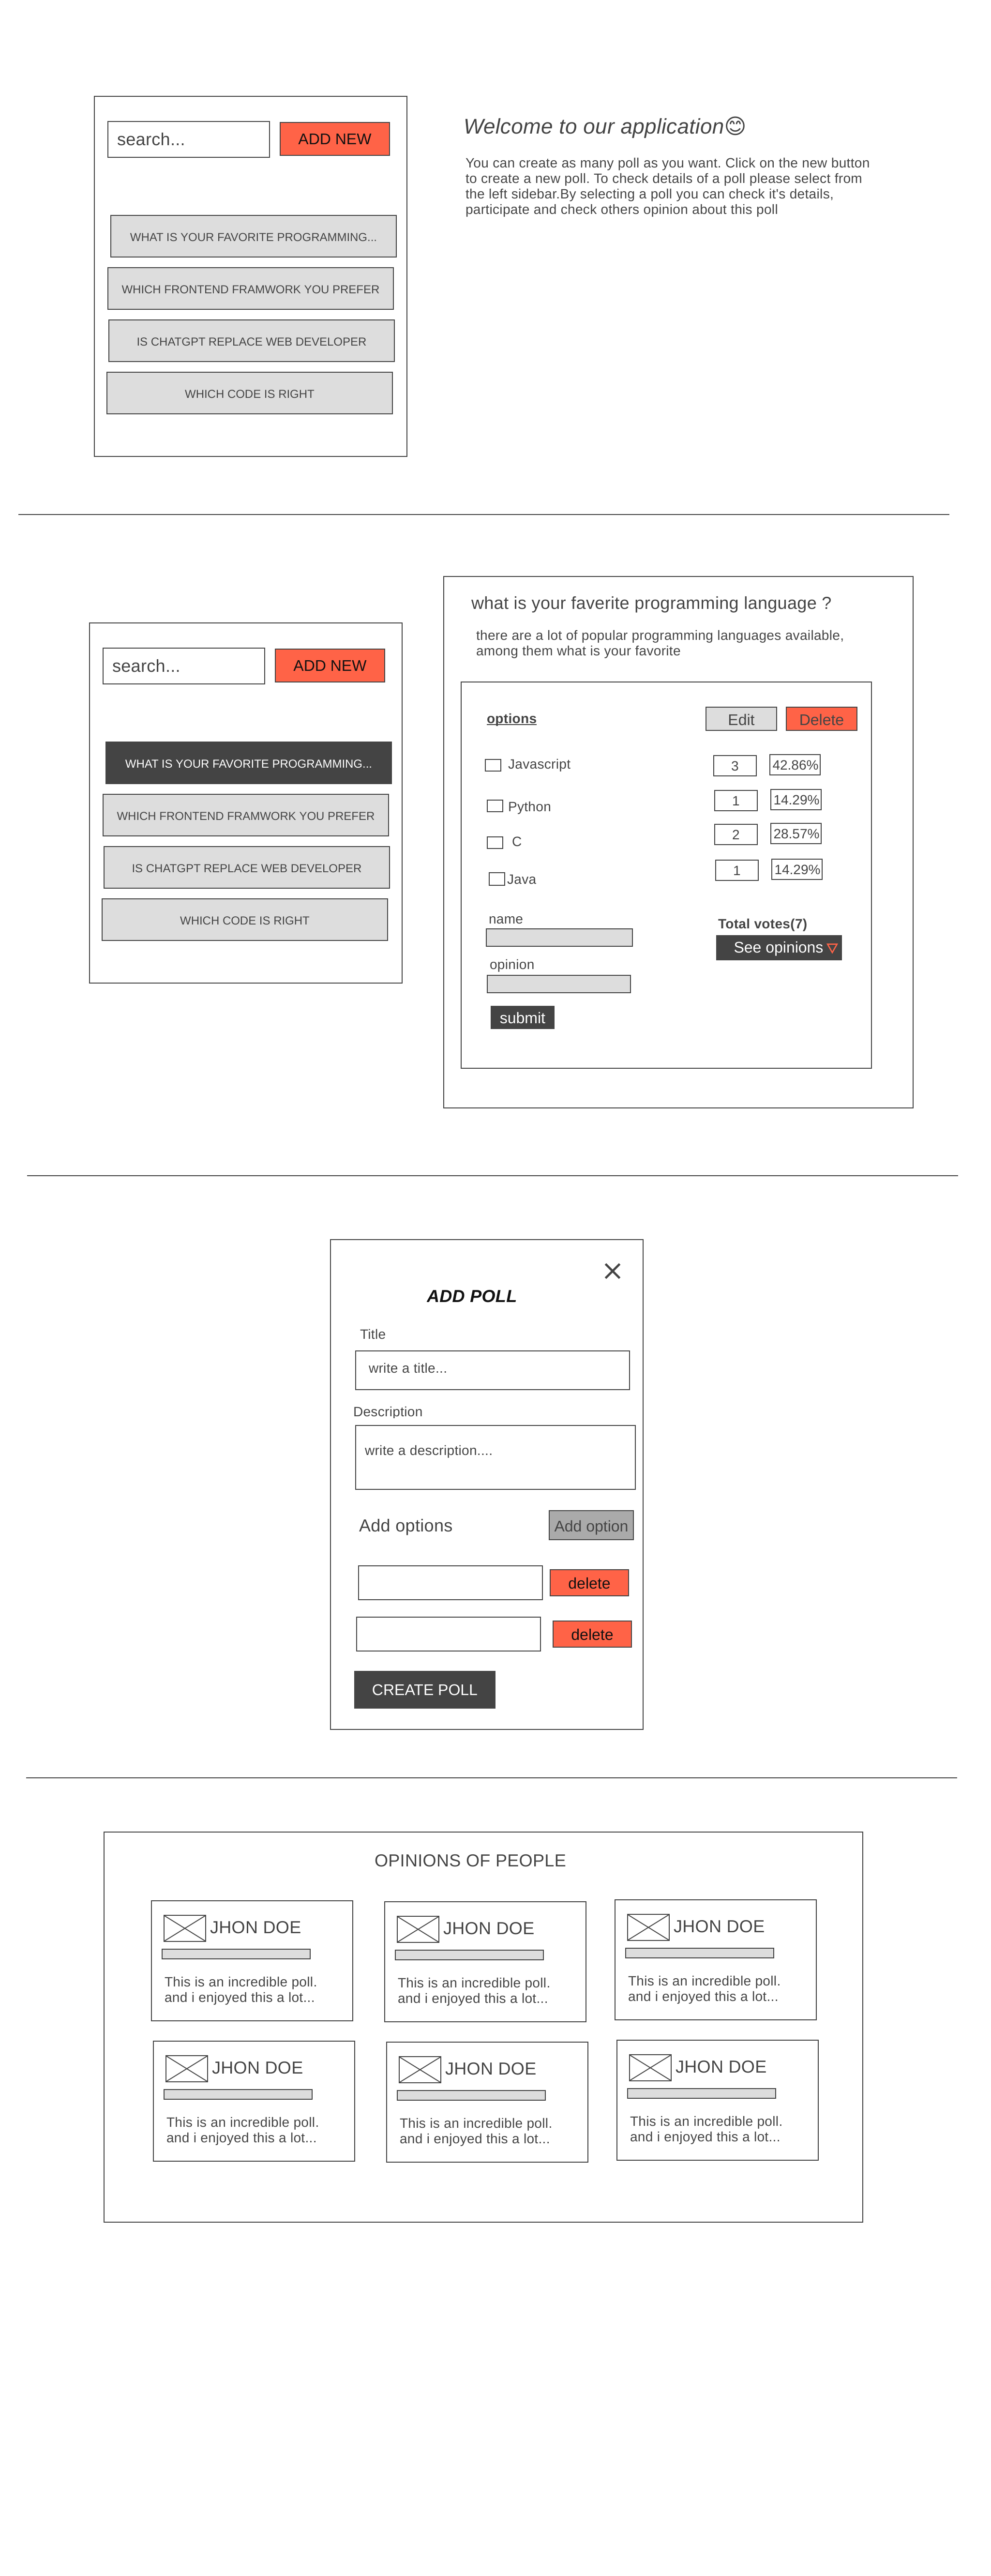 search...
ADD NEW
WHAT IS YOUR FAVORITE PROGRAMMING...
WHICH FRONTEND FRAMWORK YOU PREFER
IS CHATGPT REPLACE WEB DEVELOPER
WHICH CODE IS RIGHT
Welcome to our application😊
You can create as many poll as you want. Click on the new button
to create a new poll. To check details of a poll please select from
the left sidebar.By selecting a poll you can check it's details,
participate and check others opinion about this poll
search...
ADD NEW
WHAT IS YOUR FAVORITE PROGRAMMING...
WHICH FRONTEND FRAMWORK YOU PREFER
IS CHATGPT REPLACE WEB DEVELOPER
WHICH CODE IS RIGHT
what is your faverite programming language ?
there are a lot of popular programming languages available,
among them what is your favorite
options
Edit
Delete
Javascript
3
42.86%
Python
1
14.29%
C
2
28.57%
Java
1
14.29%
name
opinion
submit
Total votes(7)
See opinions
ADD POLL
Title
write a title...
Description
write a description....
Add options
Add option
delete
delete
CREATE POLL
OPINIONS OF PEOPLE
JHON DOE
This is an incredible poll.
and i enjoyed this a lot...
JHON DOE
This is an incredible poll.
and i enjoyed this a lot...
JHON DOE
This is an incredible poll.
and i enjoyed this a lot...
JHON DOE
This is an incredible poll.
and i enjoyed this a lot...
JHON DOE
This is an incredible poll.
and i enjoyed this a lot...
JHON DOE
This is an incredible poll.
and i enjoyed this a lot...